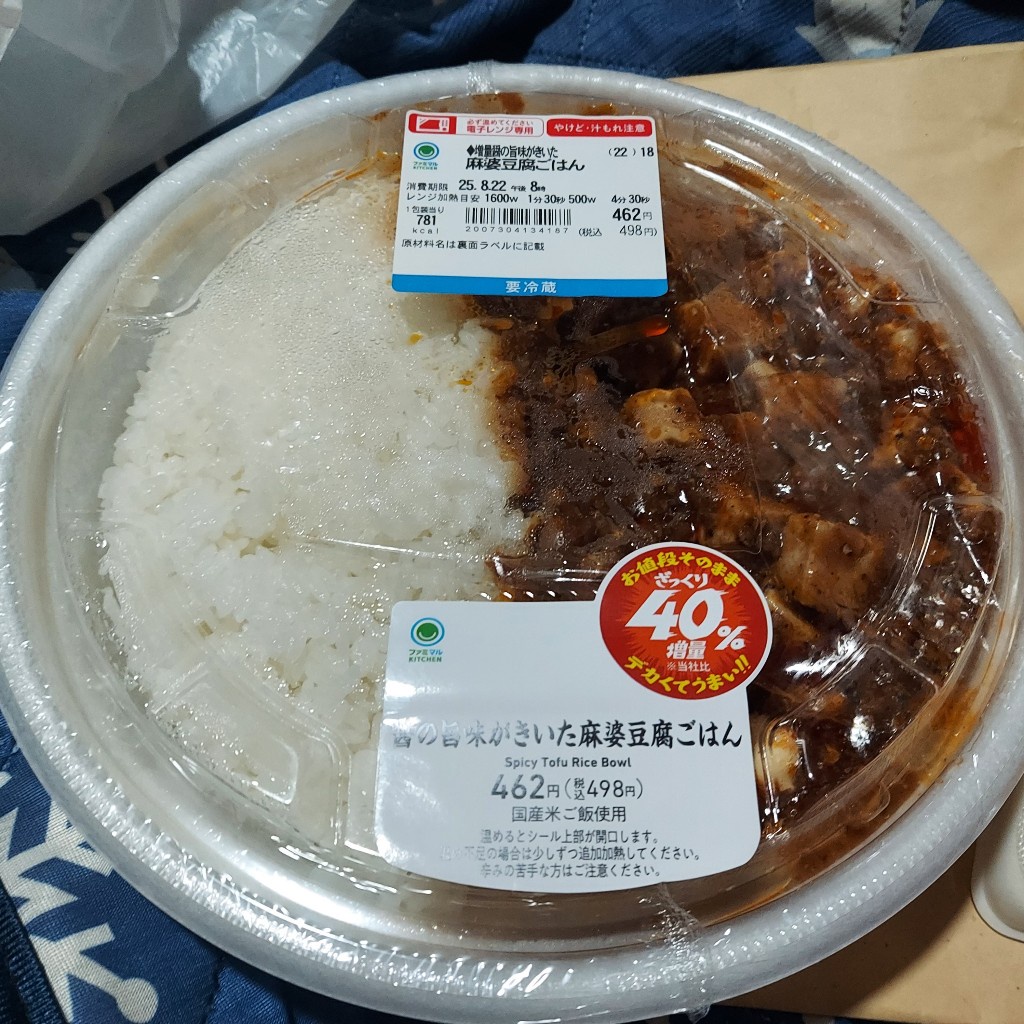 必ず温めてください
電子レンジ専用
やけど・汁もれ注意
ファミマル
KITCHEN
◆増量醤の旨味がきいた
麻婆豆腐ごはん
(22) 18
消費期限 25. 8.22 午後 8時
レンジ加熱目安 1600W 1分30秒 500W 4分30秒
1包装当り
781
kcal
2007304134167
462円
(税込 498円)
原材料名は裏面ラベルに記載
要冷蔵
お値段そのまま
ざっくり
40%
増量
※当社比
デカくてうまい!!
ファミマル
KITCHEN
醤の旨味がきいた麻婆豆腐ごはん
Spicy Tofu Rice Bowl
462円(税込498円)
国産米ご飯使用
温めるとシール上部が開口します。
不足の場合は少しずつ追加加熱してください。
辛みの苦手な方はご注意ください。